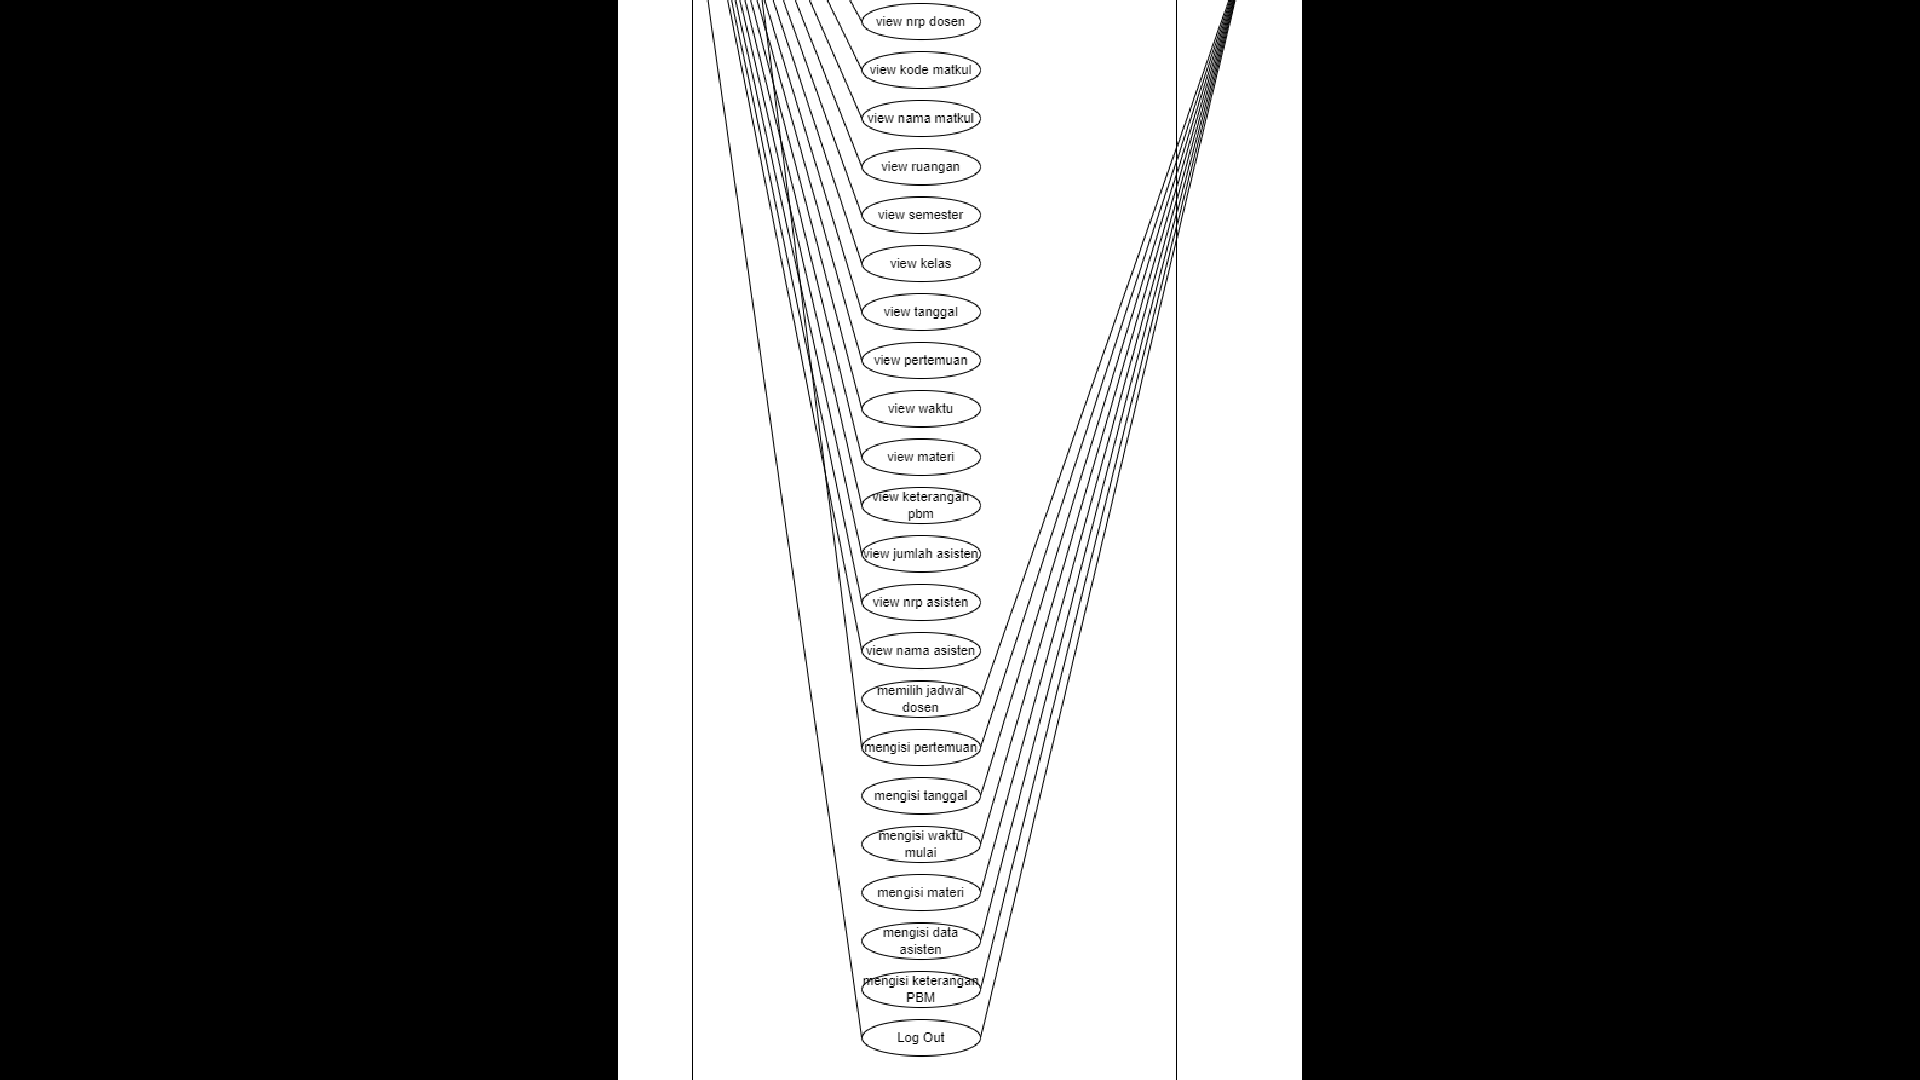 view nrp dosen
view kode matkul
view nama matkul
view ruangan
view semester
view kelas
view tanggal
view pertemuan
view waktu
view materi
view keterangan
pbm
view jumlah asisten
view nrp asisten
view nama asisten
memilih jadwal
dosen
mengisi pertemuan
mengisi tanggal
mengisi waktu
mulai
mengisi materi
mengisi data
asisten
mengisi keterangan
PBM
Log Out